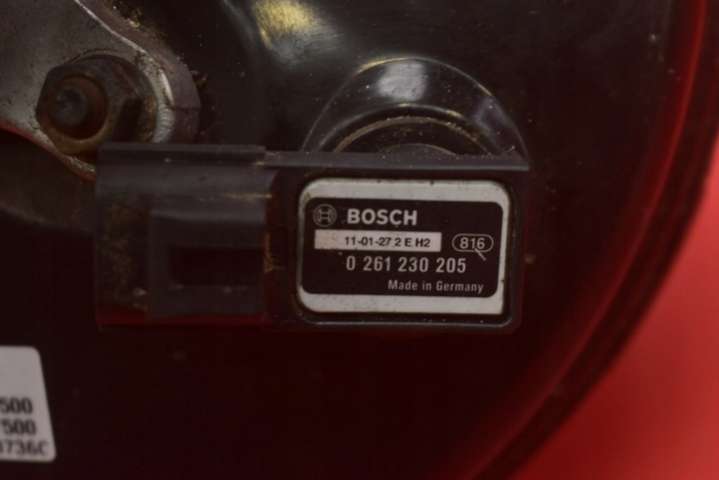 BOSCH
11-01-27 2 E H2
816
0 261 230 205
Made in Germany
500
500
736C